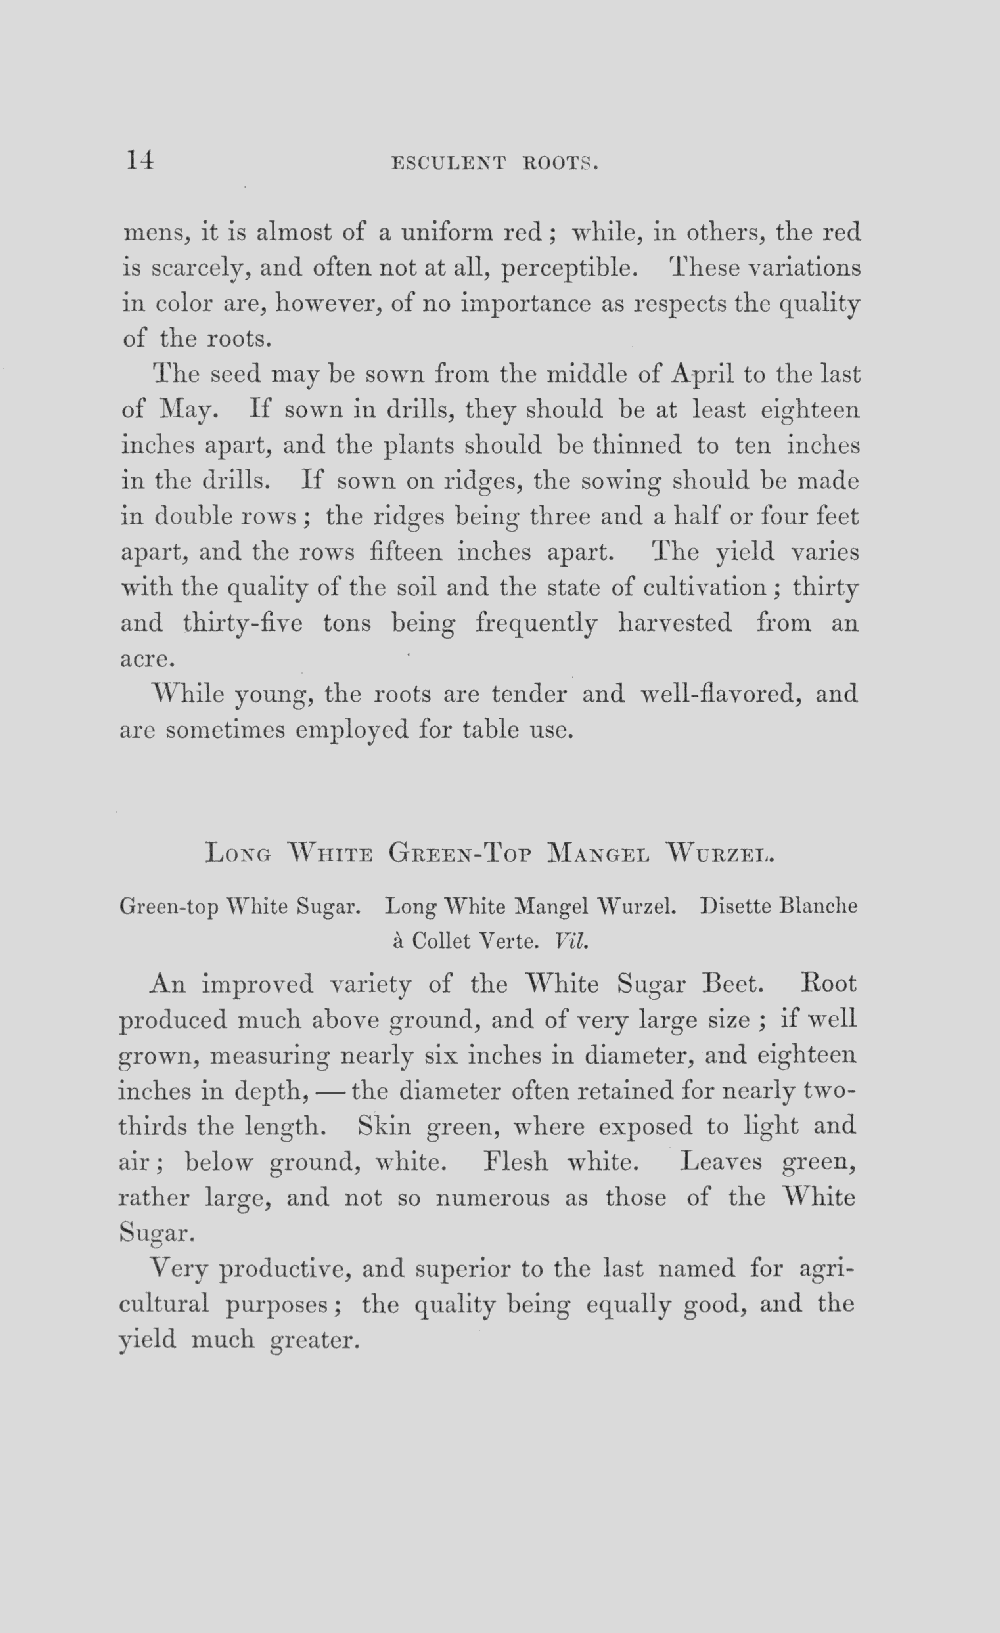 14 ESCULENT ROOTS.
mens, it is almost of a uniform red; while, in others, the red
is scarcely, and often not at all, perceptible. These variations
in color are, however, of no importance as respects the quality
of the roots.
The seed may be sown from the middle of April to the last
of May. If sown in drills, they should be at least eighteen
inches apart, and the plants should be thinned to ten inches
in the drills. If sown on ridges, the sowing should be made
in double rows; the ridges being three and a half or four feet
apart, and the rows fifteen inches apart. The yield varies
with the quality of the soil and the state of cultivation; thirty
and thirty-five tons being frequently harvested from an
acre.
While young, the roots are tender and well-flavored, and
are sometimes employed for table use.
Long White Green-Top Mangel Wurzel.
Green-top White Sugar. Long White Mangel Wurzel. Disette Blanche
à Collet Verte. Vil.
An improved variety of the White Sugar Beet. Root
produced much above ground, and of very large size; if well
grown, measuring nearly six inches in diameter, and eighteen
inches in depth, — the diameter often retained for nearly two-
thirds the length. Skin green, where exposed to light and
air; below ground, white. Flesh white. Leaves green,
rather large, and not so numerous as those of the White
Sugar.
Very productive, and superior to the last named for agri-
cultural purposes; the quality being equally good, and the
yield much greater.